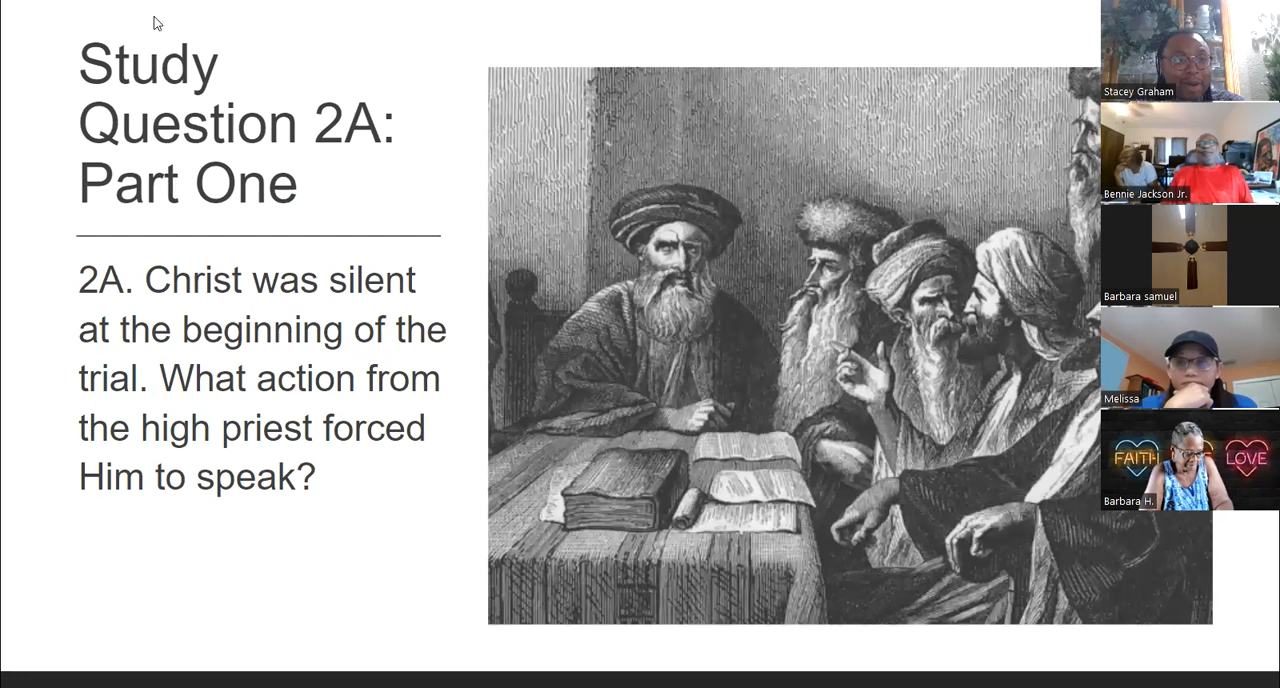 Study
Question 2A:
Part One
2A. Christ was silent
at the beginning of the
trial. What action from
the high priest forced
Him to speak?
Stacey Graham
Bennie Jackson Jr.
Barbara samuel
Melissa
FAITH
LOVE
Barbara H.